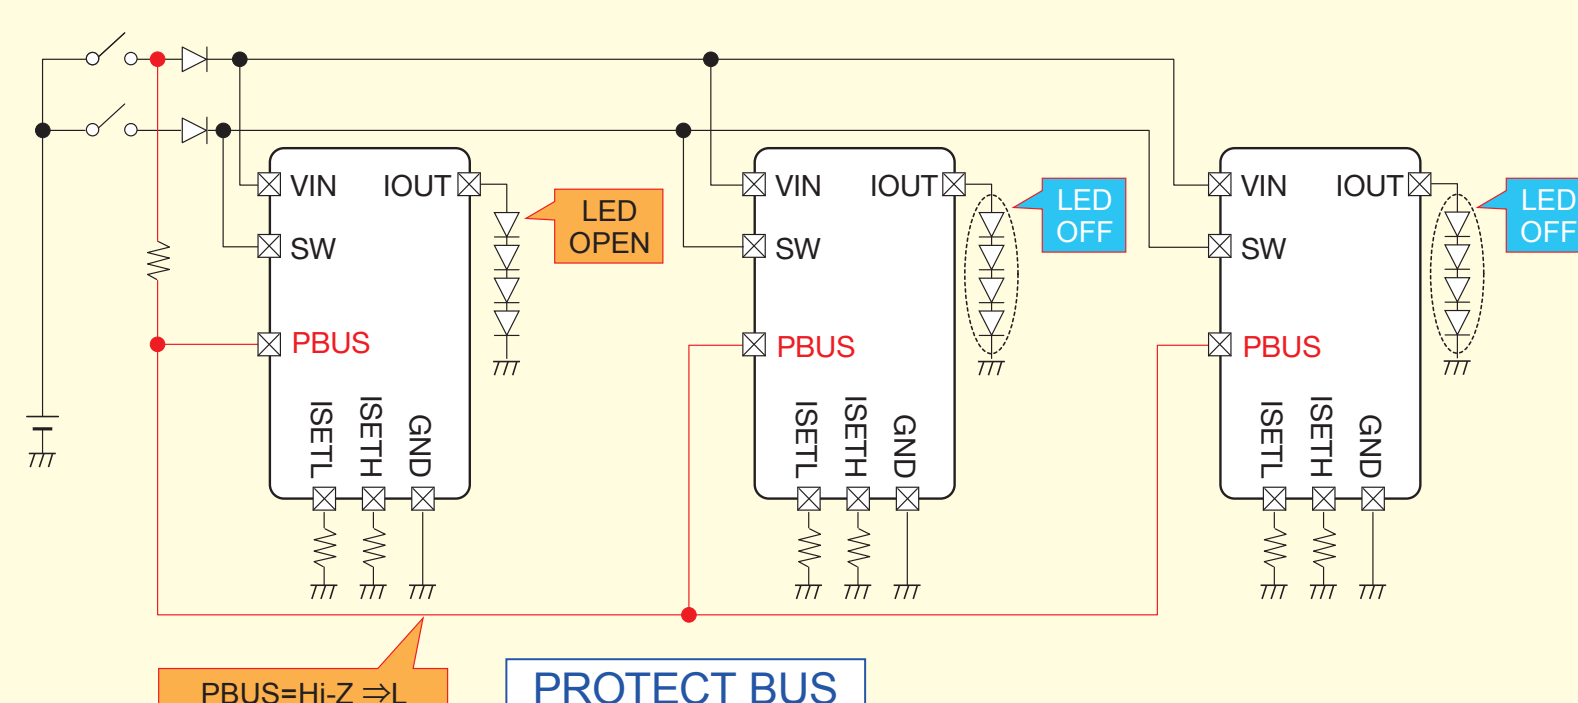 VIN
IOUT
LED
OPEN
SW
PBUS
ISETL
ISETH
GND
VIN
IOUT
LED
OFF
SW
PBUS
ISETL
ISETH
GND
VIN
IOUT
LED
OFF
SW
PBUS
ISETL
ISETH
GND
PBUS=Hi-Z ⇒L
PROTECT BUS